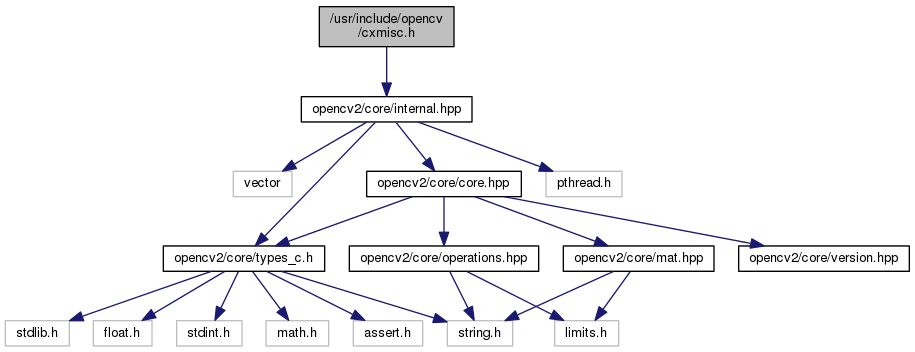 /usr/include/opencv
/cxmisc.h
opencv2/core/internal.hpp
vector
opencv2/core/core.hpp
pthread.h
opencv2/core/types_c.h
opencv2/core/operations.hpp
opencv2/core/mat.hpp
opencv2/core/version.hpp
stdlib.h
float.h
stdint.h
math.h
assert.h
string.h
limits.h